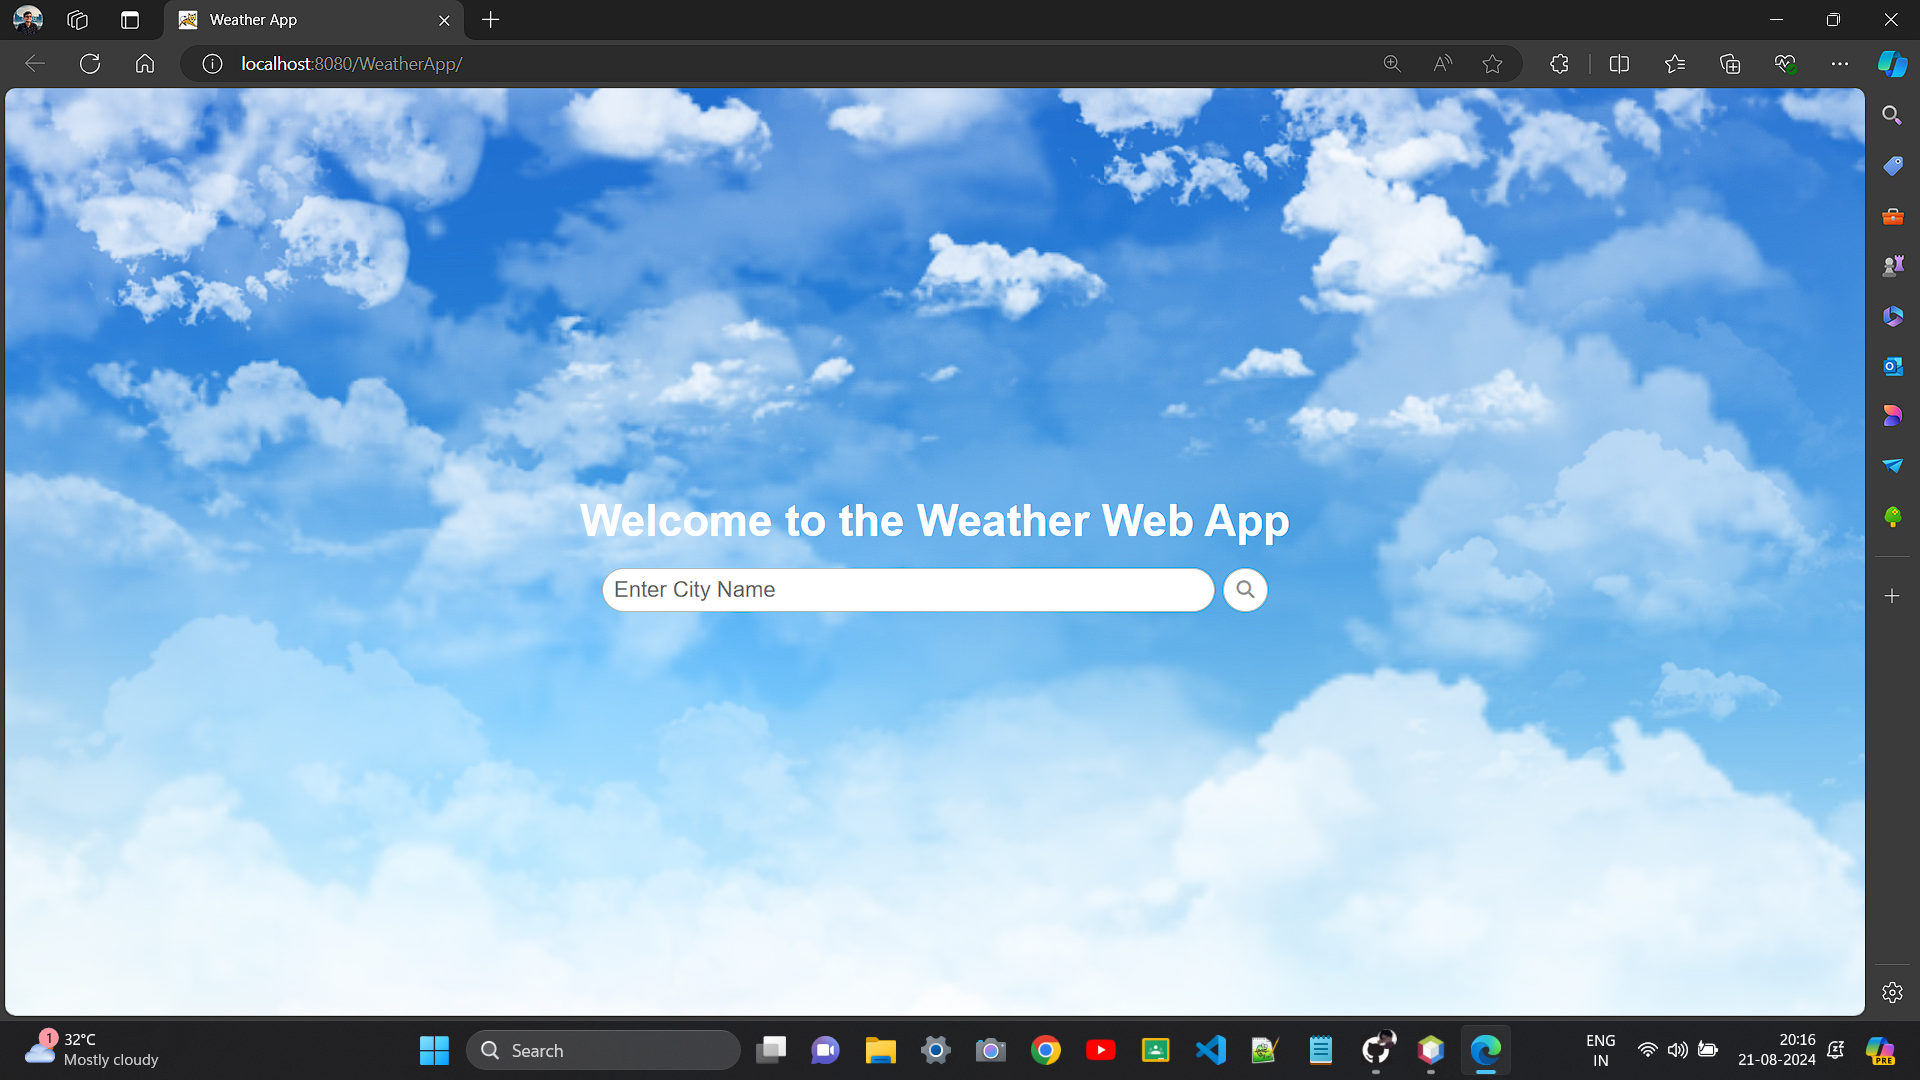 Weather App
localhost:8080/WeatherApp/
Welcome to the Weather Web App
Enter City Name
1
32°C
Mostly cloudy
Search
ENG
IN
20:16
21-08-2024
PRE